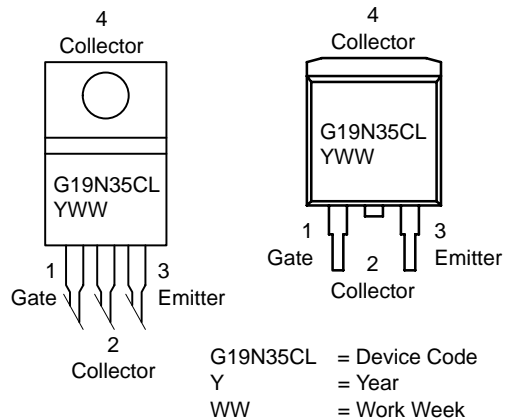 4
Collector
G19N35CL
YWW
1
Gate
3
Emitter
2
Collector
4
Collector
G19N35CL
YWW
1
Gate
2
Collector
3
Emitter
G19N35CL = Device Code
Y = Year
WW = Work Week